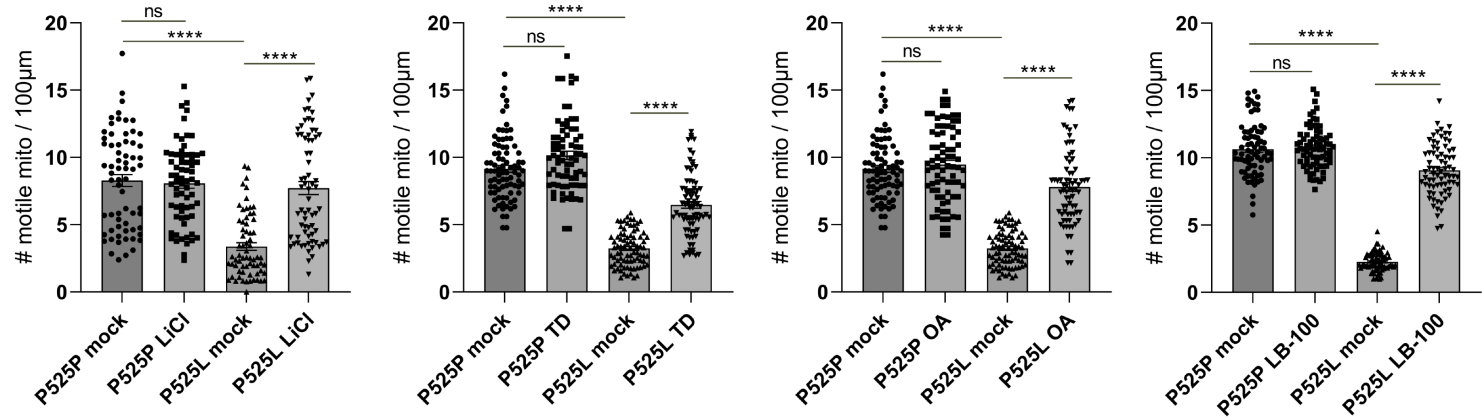 # motile mito / 100μm
20
15
10
5
0
ns
****
****
P525P mock
P525P LiCl
P525L mock
P525L LiCl
# motile mito / 100μm
20
15
10
5
0
****
ns
****
P525P mock
P525P TD
P525L mock
P525L TD
# motile mito / 100μm
20
15
10
5
0
****
ns
****
P525P mock
P525P OA
P525L mock
P525L OA
# motile mito / 100μm
20
15
10
5
0
****
ns
****
P525P mock
P525P LB-100
P525L mock
P525L LB-100